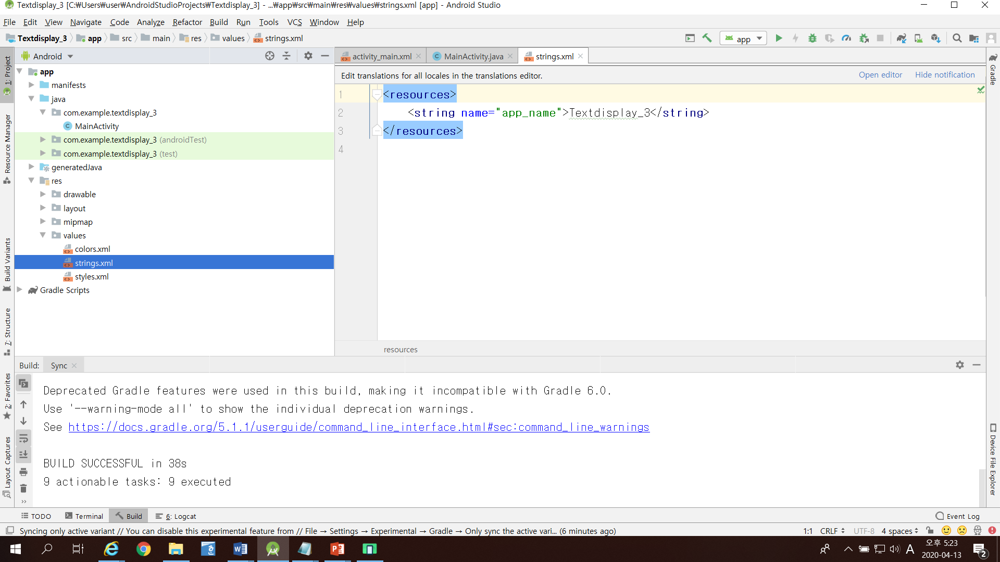 Textdisplay_3 [C:₩Users₩user₩AndroidStudioProjects₩Textdisplay_3] - ...₩app₩src₩main₩res₩values₩strings.xml [app] - Android Studio
File Edit View Navigate Code Analyze Refactor Build Run Tools VCS Window Help
Textdisplay_3 app src main res values strings.xml
app
1: Project
Resource Manager
Build Variants
7: Structure
2: Favorites
Layout Captures
Android
app
manifests
java
com.example.textdisplay_3
MainActivity
com.example.textdisplay_3 (androidTest)
com.example.textdisplay_3 (test)
generatedJava
res
drawable
layout
mipmap
values
colors.xml
strings.xml
styles.xml
Gradle Scripts
activity_main.xml MainActivity.java strings.xml
Edit translations for all locales in the translations editor. Open editor Hide notification
1 <resources>
2 <string name="app_name">Textdisplay_3</string>
3 </resources>
4
resources
Gradle
Device File Explorer
Build: Sync
Deprecated Gradle features were used in this build, making it incompatible with Gradle 6.0.
Use '--warning-mode all' to show the individual deprecation warnings.
See https://docs.gradle.org/5.1.1/userguide/command_line_interface.html#sec:command_line_warnings
BUILD SUCCESSFUL in 38s
9 actionable tasks: 9 executed
TODO Terminal Build 6: Logcat Event Log
Syncing only active variant // You can disable this experimental feature from // File → Settings → Experimental → Gradle → Only sync the active vari... (6 minutes ago) 1:1 CRLF UTF-8 4 spaces
A 오후 5:23
2020-04-13
2